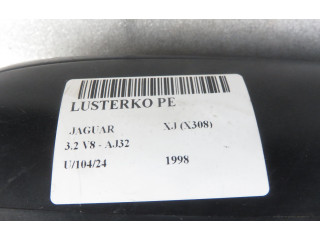 LUSTERKO PE
JAGUAR XJ (X308)
3.2 V8 - AJ32
U/104/24 1998